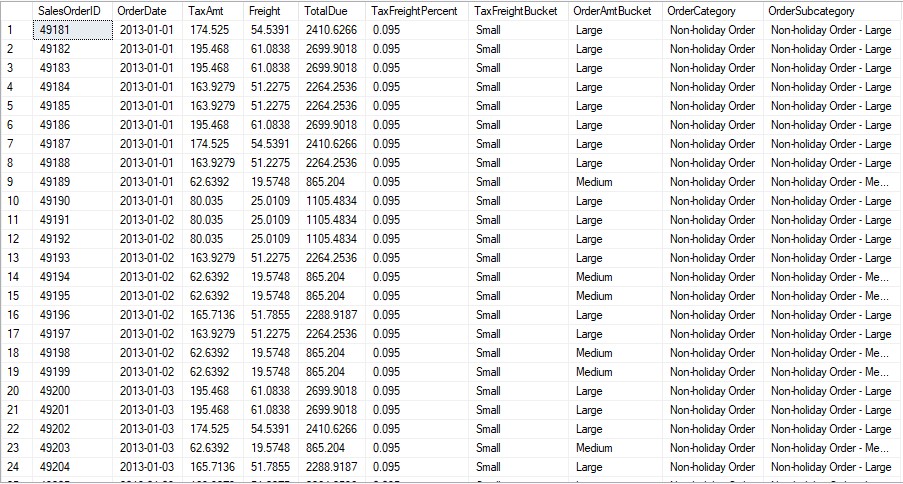 SalesOrderID OrderDate TaxAmt Freight TotalDue TaxFreightPercent TaxFreightBucket OrderAmtBucket OrderCategory OrderSubcategory
1 49181 2013-01-01 174.525 54.5391 2410.6266 0.095 Small Large Non-holiday Order Non-holiday Order - Large
2 49182 2013-01-01 195.468 61.0838 2699.9018 0.095 Small Large Non-holiday Order Non-holiday Order - Large
3 49183 2013-01-01 195.468 61.0838 2699.9018 0.095 Small Large Non-holiday Order Non-holiday Order - Large
4 49184 2013-01-01 163.9279 51.2275 2264.2536 0.095 Small Large Non-holiday Order Non-holiday Order - Large
5 49185 2013-01-01 163.9279 51.2275 2264.2536 0.095 Small Large Non-holiday Order Non-holiday Order - Large
6 49186 2013-01-01 195.468 61.0838 2699.9018 0.095 Small Large Non-holiday Order Non-holiday Order - Large
7 49187 2013-01-01 174.525 54.5391 2410.6266 0.095 Small Large Non-holiday Order Non-holiday Order - Large
8 49188 2013-01-01 163.9279 51.2275 2264.2536 0.095 Small Large Non-holiday Order Non-holiday Order - Large
9 49189 2013-01-01 62.6392 19.5748 865.204 0.095 Small Medium Non-holiday Order Non-holiday Order - Me...
10 49190 2013-01-01 80.035 25.0109 1105.4834 0.095 Small Large Non-holiday Order Non-holiday Order - Large
11 49191 2013-01-02 80.035 25.0109 1105.4834 0.095 Small Large Non-holiday Order Non-holiday Order - Large
12 49192 2013-01-02 80.035 25.0109 1105.4834 0.095 Small Large Non-holiday Order Non-holiday Order - Large
13 49193 2013-01-02 163.9279 51.2275 2264.2536 0.095 Small Large Non-holiday Order Non-holiday Order - Large
14 49194 2013-01-02 62.6392 19.5748 865.204 0.095 Small Medium Non-holiday Order Non-holiday Order - Me...
15 49195 2013-01-02 62.6392 19.5748 865.204 0.095 Small Medium Non-holiday Order Non-holiday Order - Me...
16 49196 2013-01-02 165.7136 51.7855 2288.9187 0.095 Small Large Non-holiday Order Non-holiday Order - Large
17 49197 2013-01-02 163.9279 51.2275 2264.2536 0.095 Small Large Non-holiday Order Non-holiday Order - Large
18 49198 2013-01-02 62.6392 19.5748 865.204 0.095 Small Medium Non-holiday Order Non-holiday Order - Me...
19 49199 2013-01-02 62.6392 19.5748 865.204 0.095 Small Medium Non-holiday Order Non-holiday Order - Me...
20 49200 2013-01-03 195.468 61.0838 2699.9018 0.095 Small Large Non-holiday Order Non-holiday Order - Large
21 49201 2013-01-03 195.468 61.0838 2699.9018 0.095 Small Large Non-holiday Order Non-holiday Order - Large
22 49202 2013-01-03 174.525 54.5391 2410.6266 0.095 Small Large Non-holiday Order Non-holiday Order - Large
23 49203 2013-01-03 62.6392 19.5748 865.204 0.095 Small Medium Non-holiday Order Non-holiday Order - Me...
24 49204 2013-01-03 165.7136 51.7855 2288.9187 0.095 Small Large Non-holiday Order Non-holiday Order - Large